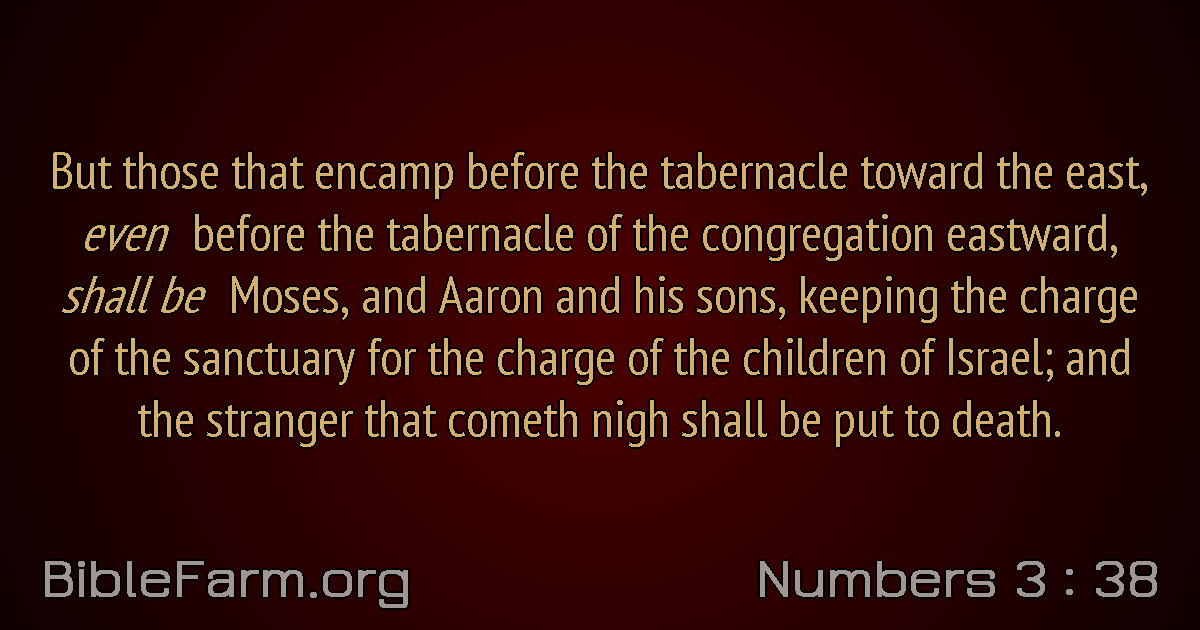 But those that encamp before the tabernacle toward the east,
even before the tabernacle of the congregation eastward,
shall be Moses, and Aaron and his sons, keeping the charge
of the sanctuary for the charge of the children of Israel; and
the stranger that cometh nigh shall be put to death.
BibleFarm.org
Numbers 3 : 38